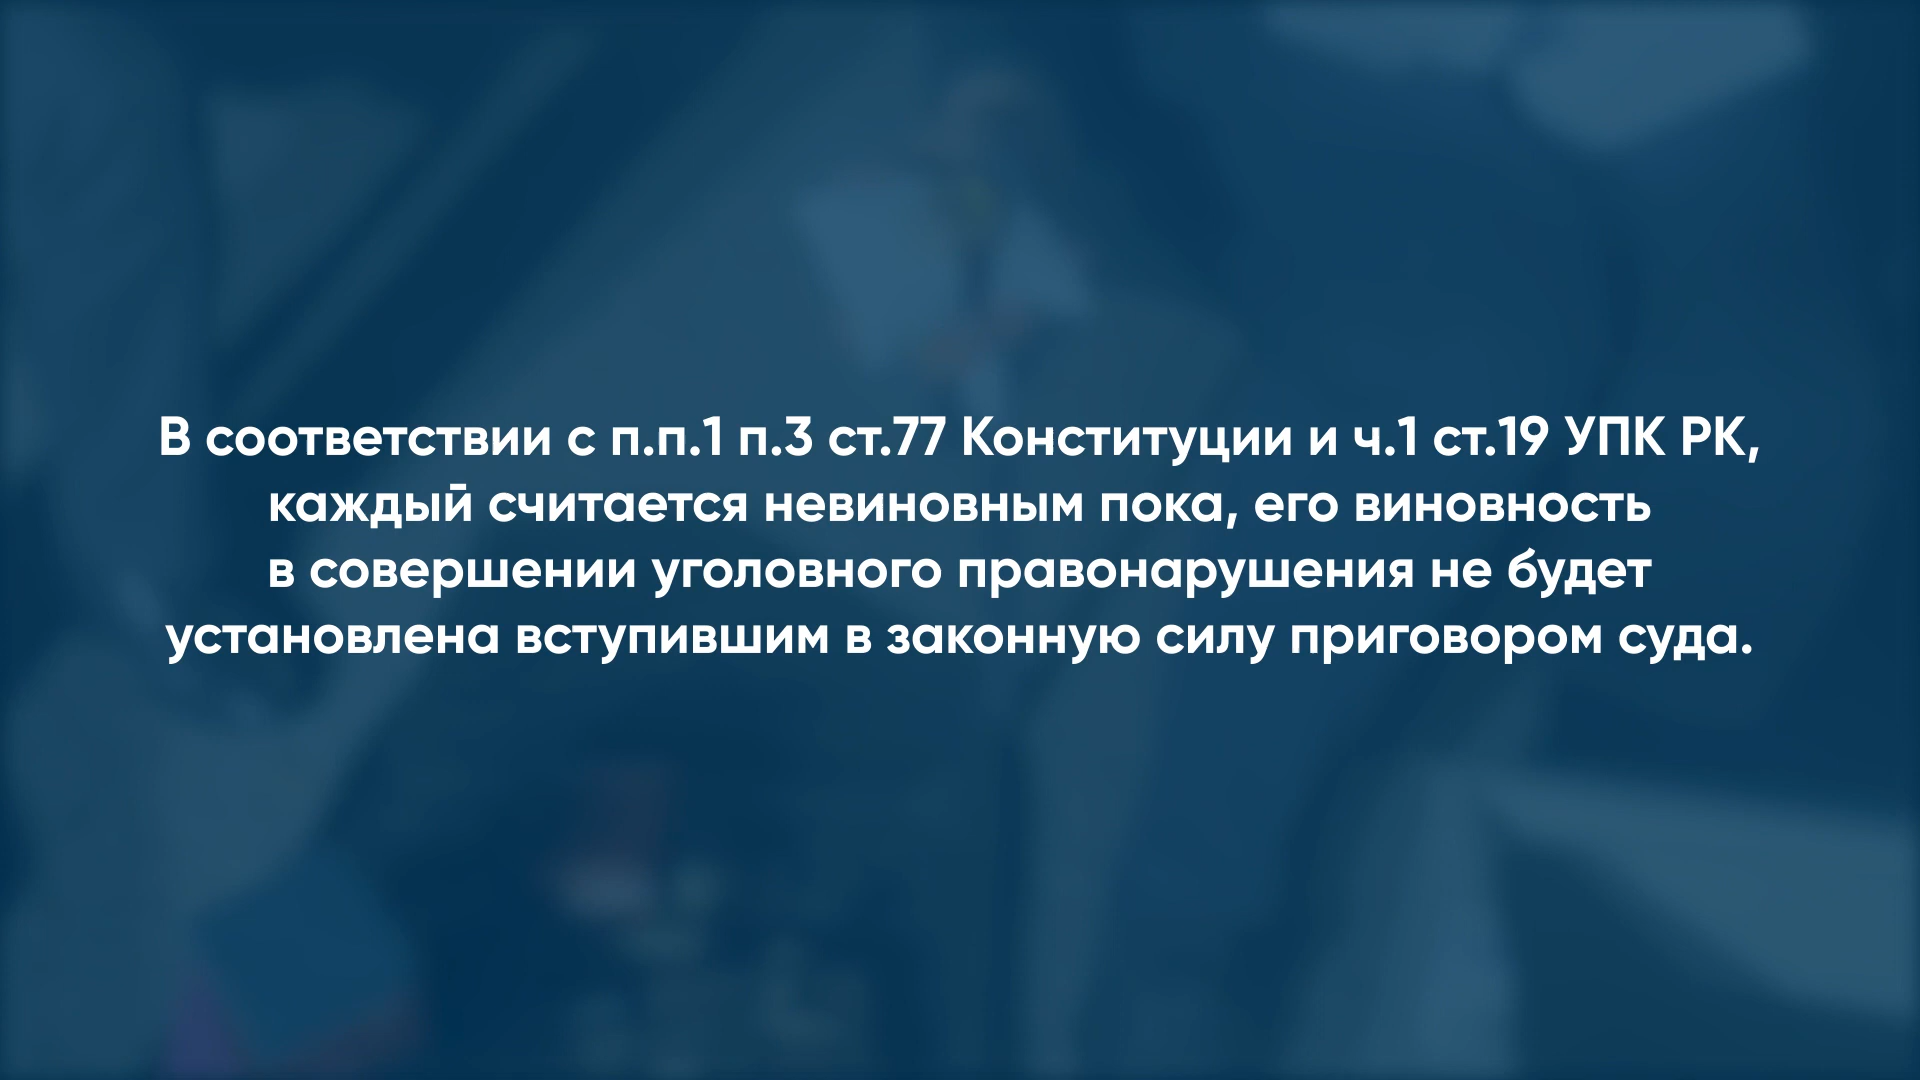 В соответствии с п.п.1 п.3 ст.77 Конституции и ч.1 ст.19 УПК РК,
каждый считается невиновным пока, его виновность
в совершении уголовного правонарушения не будет
установлена вступившим в законную силу приговором суда.